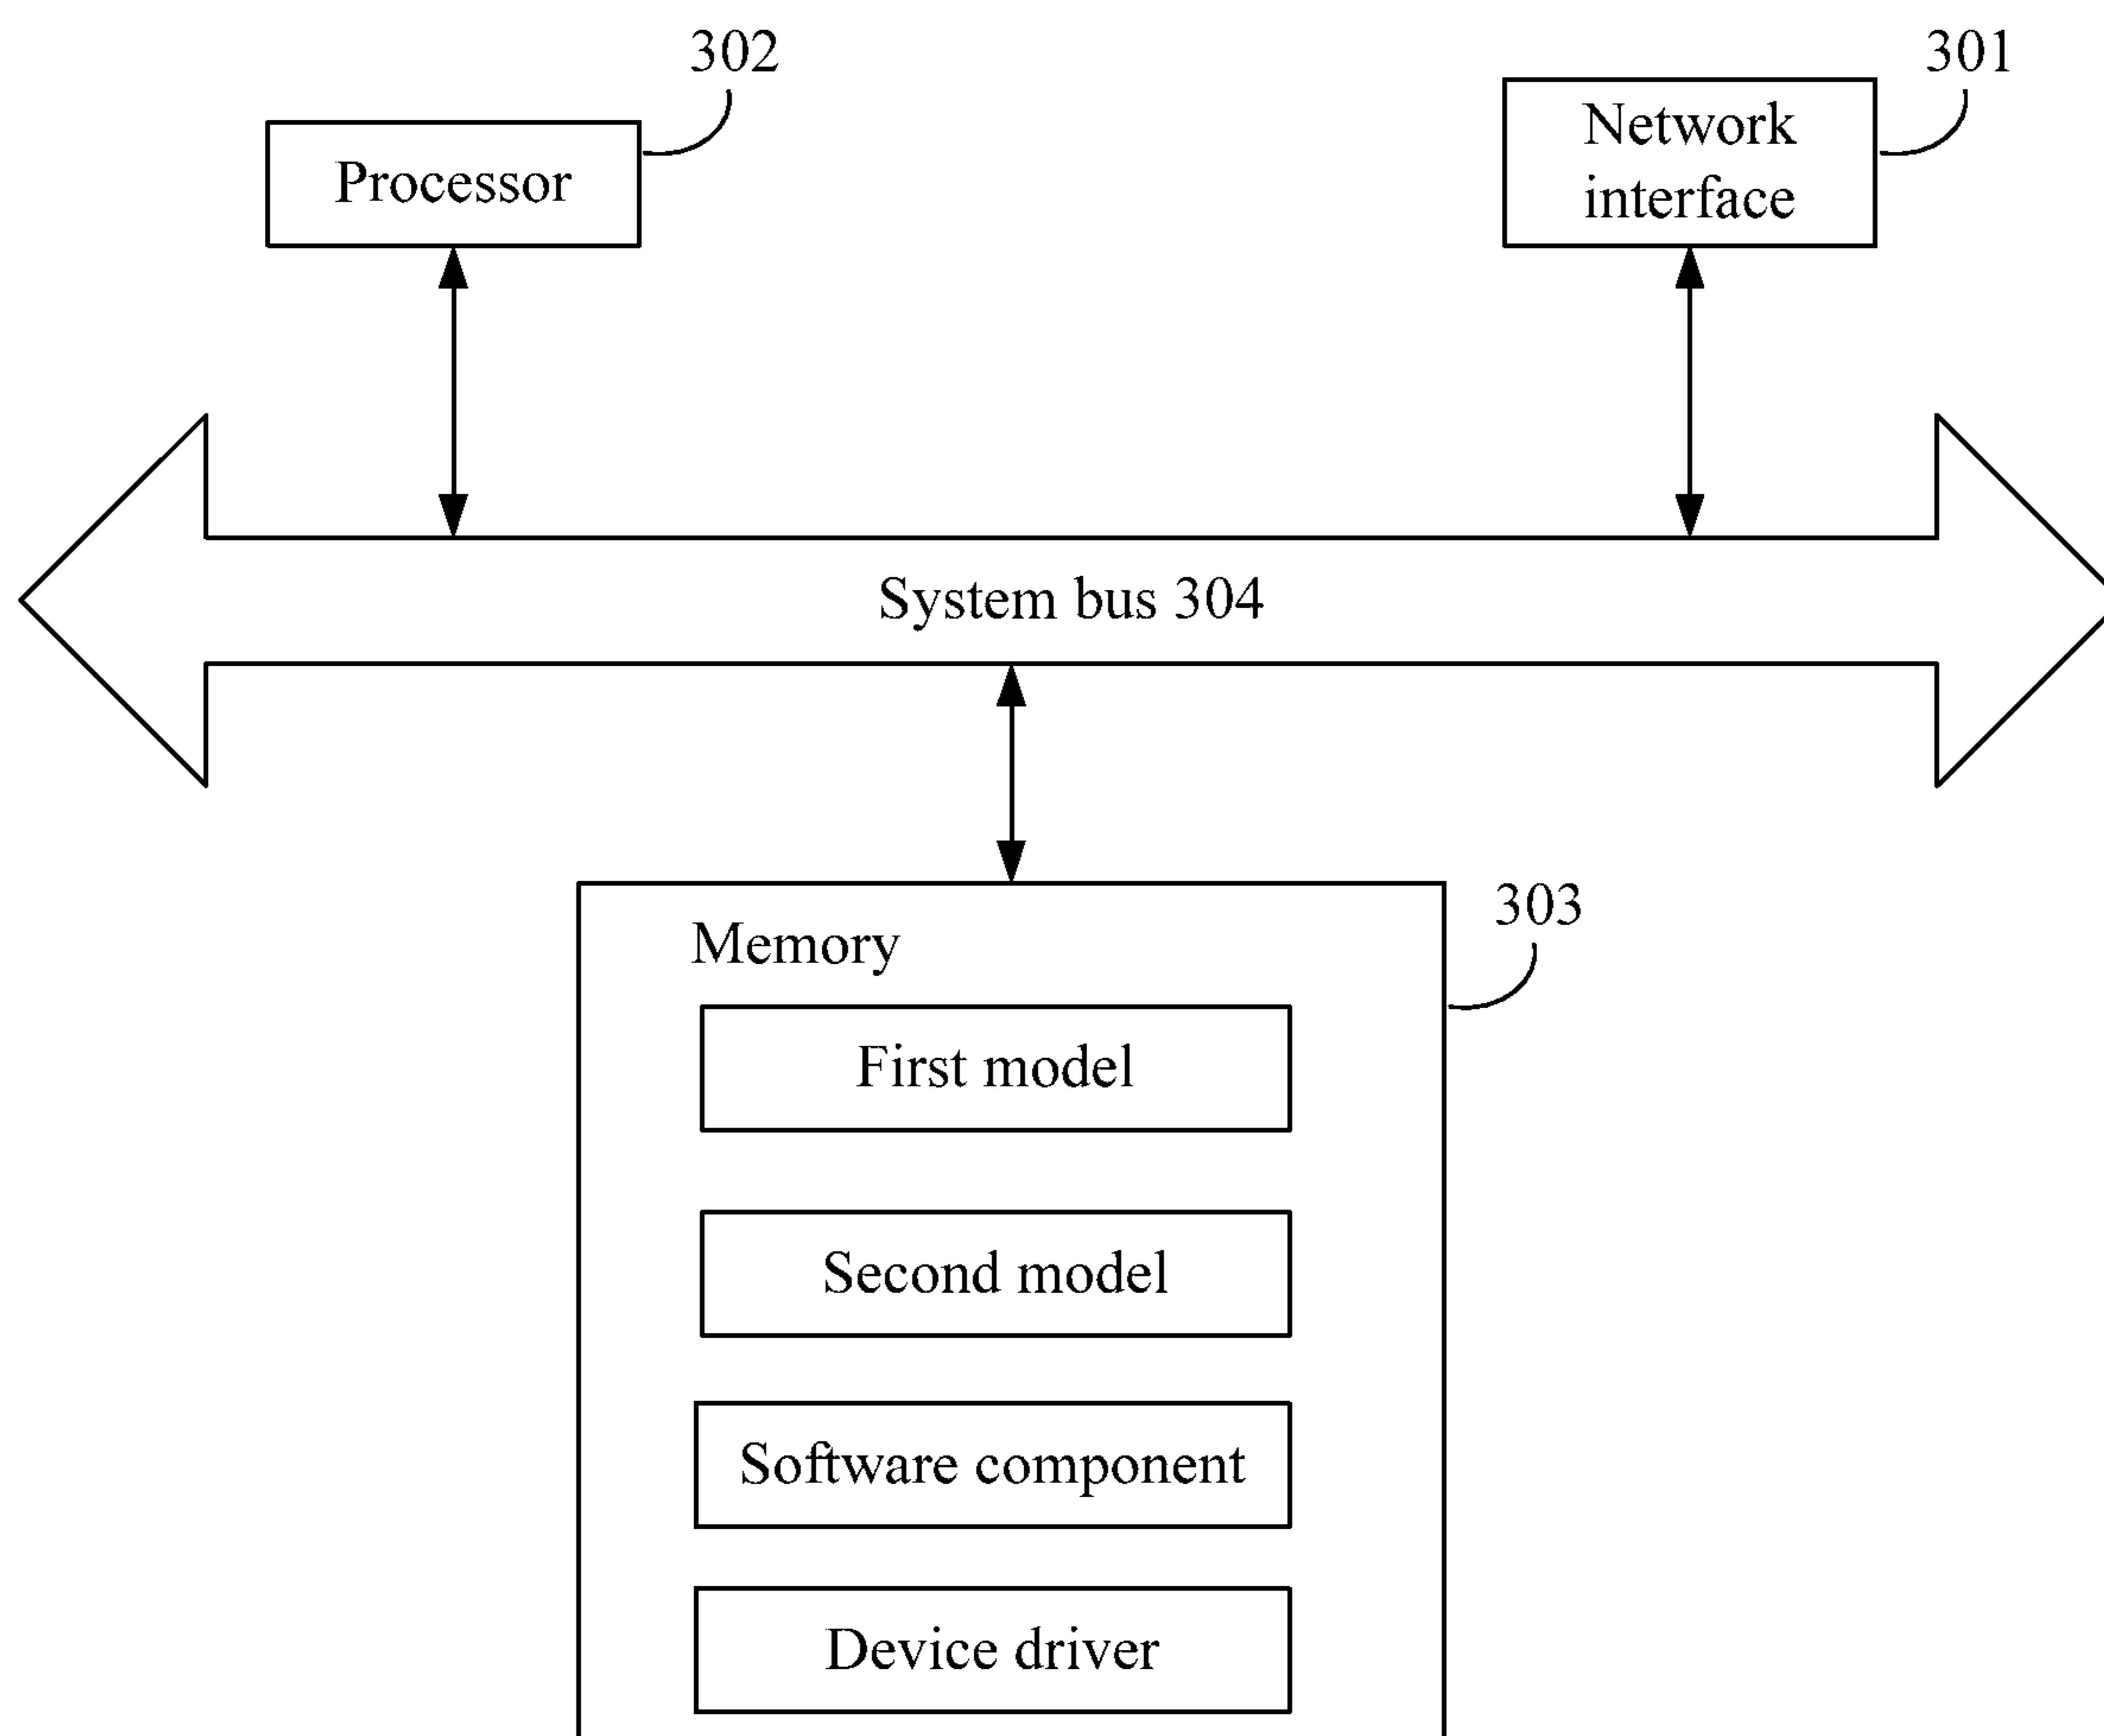 302
301
Processor
Network
interface
System bus 304
303
Memory
First model
Second model
Software component
Device driver